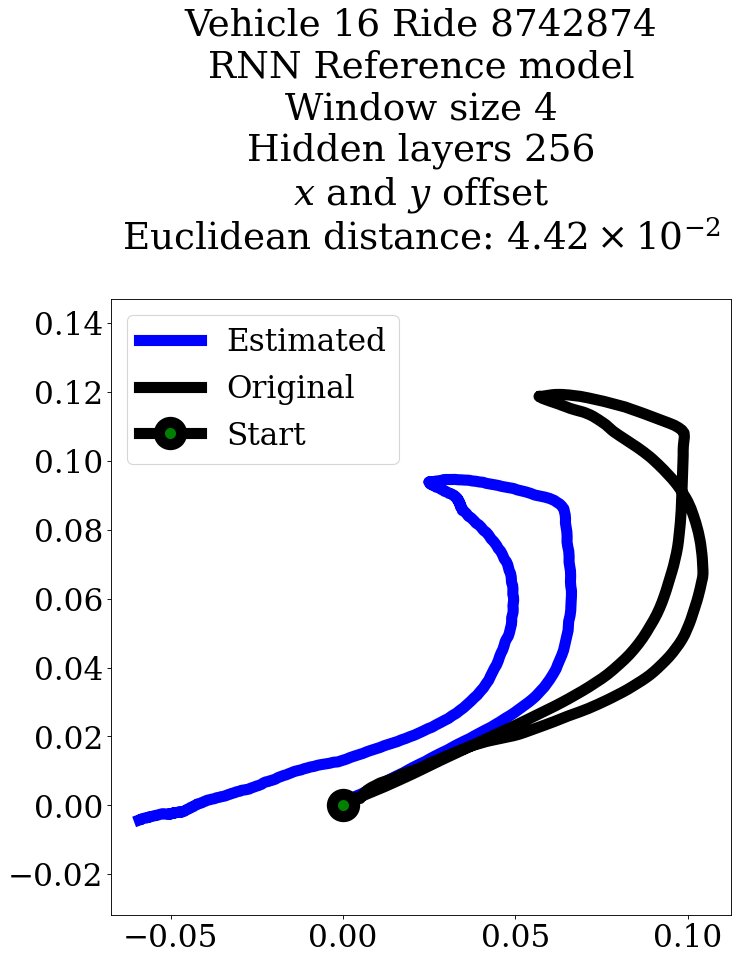 Vehicle 16 Ride 8742874
RNN Reference model
Window size 4
Hidden layers 256
x and y offset
Euclidean distance: 4.42 × 10⁻²
Estimated
Original
Start
0.14
0.12
0.10
0.08
0.06
0.04
0.02
0.00
−0.02
−0.05 0.00 0.05 0.10